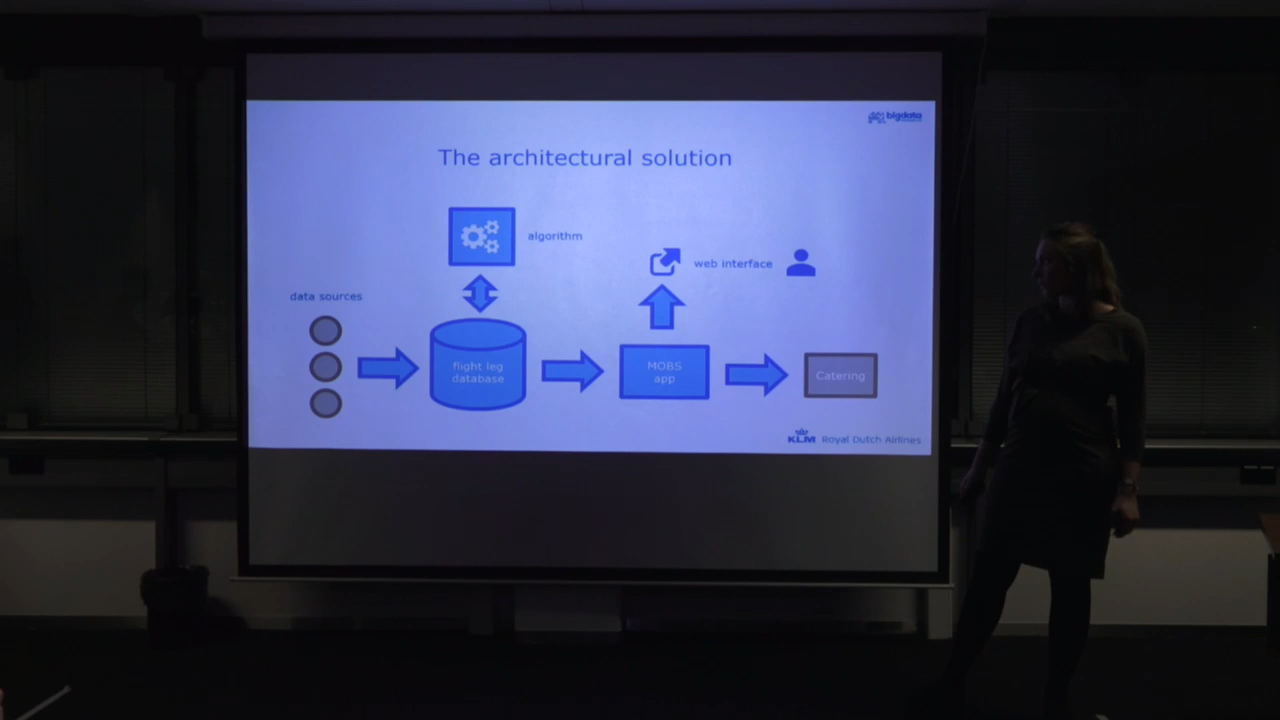 bigdata
The architectural solution
algorithm
web interface
data sources
flight leg
database
MOBS
app
Catering
KLM Royal Dutch Airlines